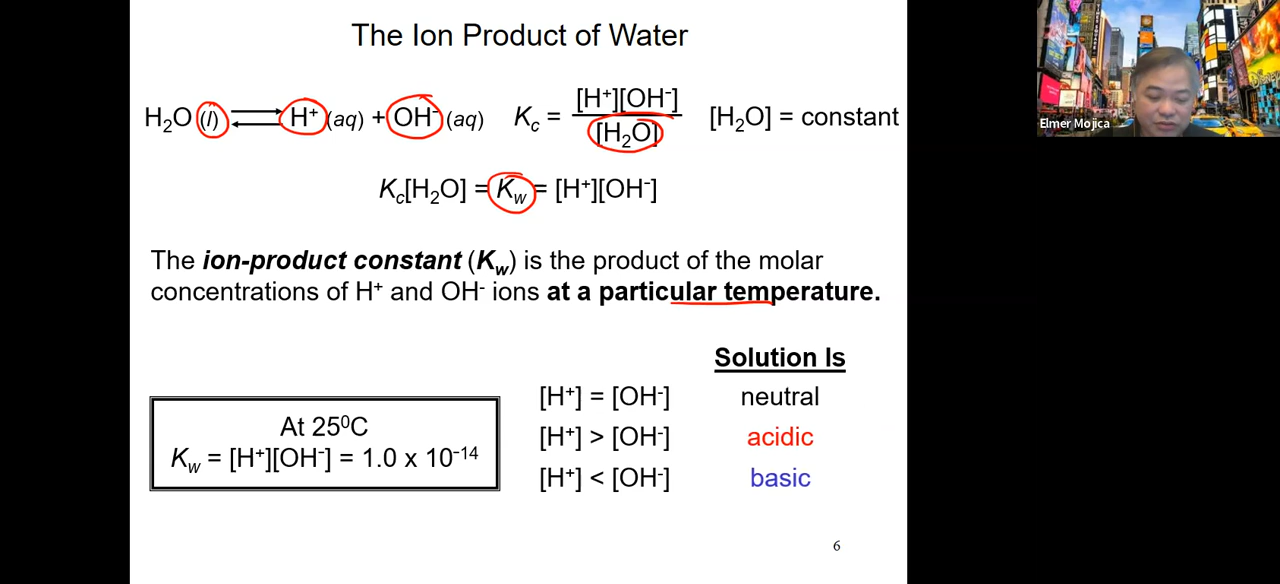 The Ion Product of Water
H₂O (l) ⇌ H⁺ (aq) + OH⁻ (aq) K꜀ = [H⁺][OH⁻] / [H₂O] [H₂O] = constant
K꜀[H₂O] = Kw = [H⁺][OH⁻]
The ion-product constant (Kw) is the product of the molar
concentrations of H⁺ and OH⁻ ions at a particular temperature.
Solution Is
[H⁺] = [OH⁻] neutral
[H⁺] > [OH⁻] acidic
[H⁺] < [OH⁻] basic
At 25⁰C
Kw = [H⁺][OH⁻] = 1.0 x 10⁻¹⁴
6
Elmer Mojica